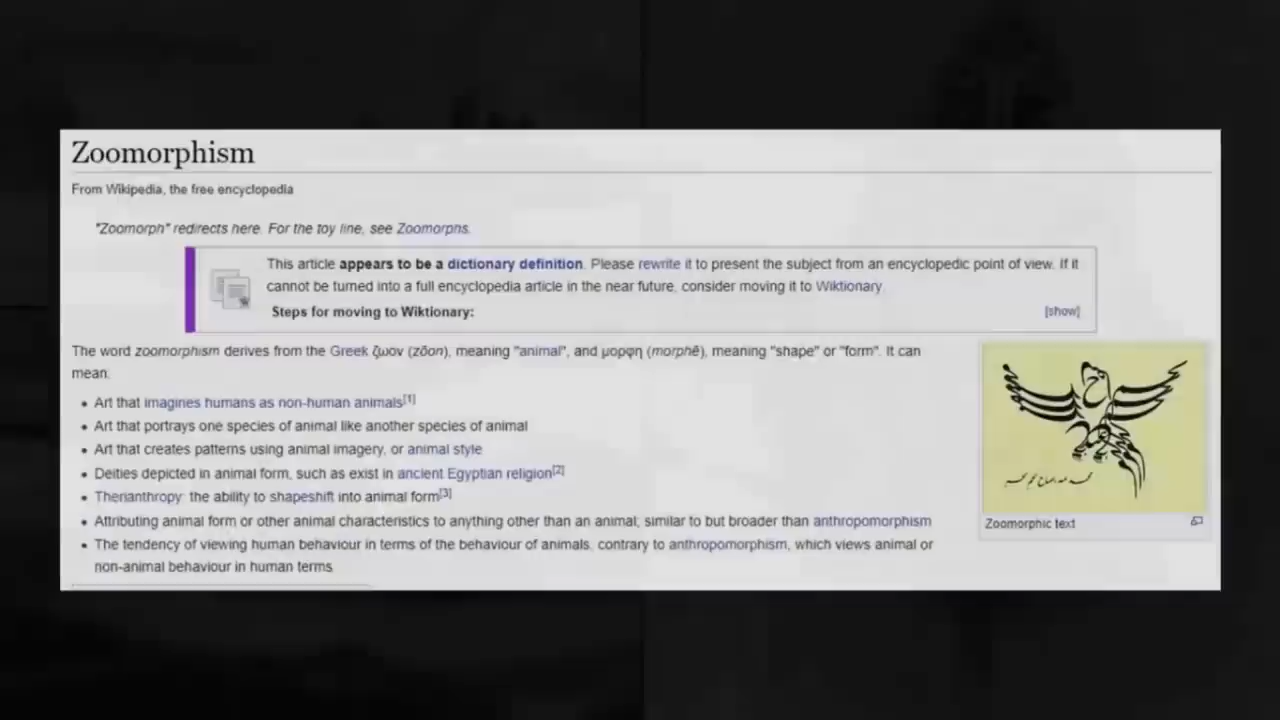 Zoomorphism
From Wikipedia, the free encyclopedia
"Zoomorph" redirects here. For the toy line, see Zoomorphs.
This article appears to be a dictionary definition. Please rewrite it to present the subject from an encyclopedic point of view. If it
cannot be turned into a full encyclopedia article in the near future, consider moving it to Wiktionary.
Steps for moving to Wiktionary: [show]
The word zoomorphism derives from the Greek ζωον (zōon), meaning "animal", and μορφη (morphē), meaning "shape" or "form". It can
mean:
• Art that imagines humans as non-human animals[1]
• Art that portrays one species of animal like another species of animal
• Art that creates patterns using animal imagery, or animal style
• Deities depicted in animal form, such as exist in ancient Egyptian religion[2]
• Therianthropy: the ability to shapeshift into animal form[3]
• Attributing animal form or other animal characteristics to anything other than an animal; similar to but broader than anthropomorphism
• The tendency of viewing human behaviour in terms of the behaviour of animals, contrary to anthropomorphism, which views animal or
non-animal behaviour in human terms
Zoomorphic text